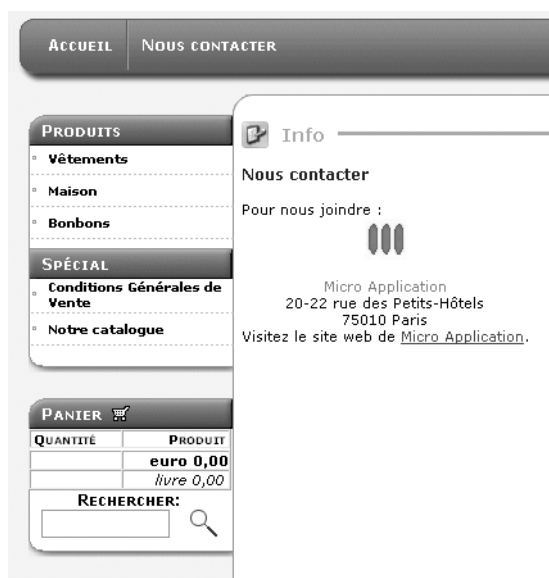 ACCUEIL NOUS CONTACTER
PRODUITS
Vêtements
Maison
Bonbons
SPÉCIAL
Conditions Générales de
Vente
Notre catalogue
PANIER
QUANTITÉ PRODUIT
euro 0,00
livre 0,00
RECHERCHER:
Info
Nous contacter
Pour nous joindre :
Micro Application
20-22 rue des Petits-Hôtels
75010 Paris
Visitez le site web de Micro Application.